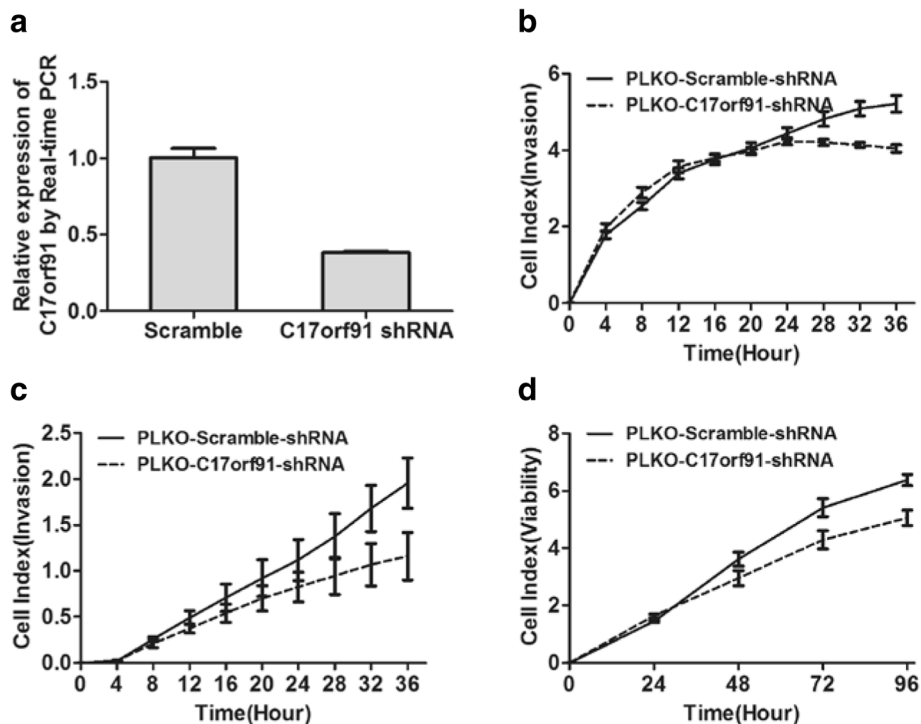 a
Relative expression of
C17orf91 by Real-time PCR
1.5
1.0
0.5
0.0
Scramble
C17orf91 shRNA
b
Cell Index(Invasion)
6
4
2
0
PLKO-Scramble-shRNA
PLKO-C17orf91-shRNA
0 4 8 12 16 20 24 28 32 36
Time(Hour)
c
Cell Index(Invasion)
2.5
2.0
1.5
1.0
0.5
0.0
PLKO-Scramble-shRNA
PLKO-C17orf91-shRNA
0 4 8 12 16 20 24 28 32 36
Time(Hour)
d
Cell Index(Viability)
8
6
4
2
0
PLKO-Scramble-shRNA
PLKO-C17orf91-shRNA
0 24 48 72 96
Time(Hour)